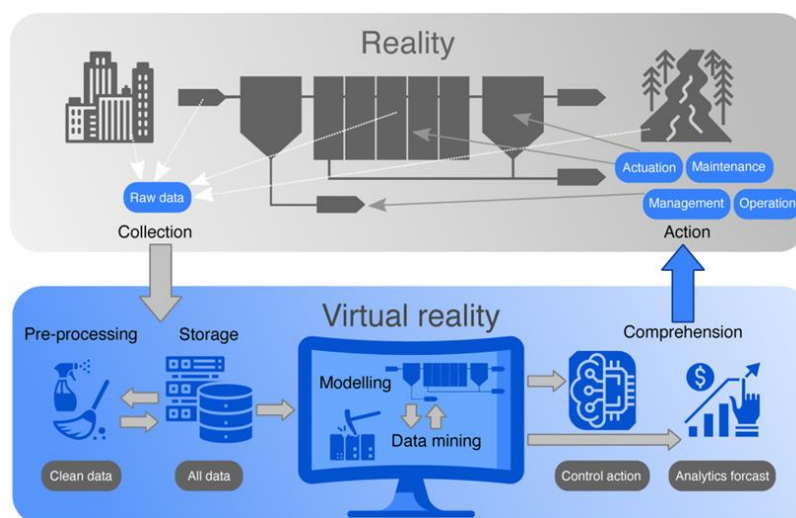 Reality
Raw data
Collection
Actuation
Maintenance
Management
Operation
Action
Virtual reality
Pre-processing
Storage
Comprehension
Modelling
Data mining
Clean data
All data
Control action
Analytics forcast
$